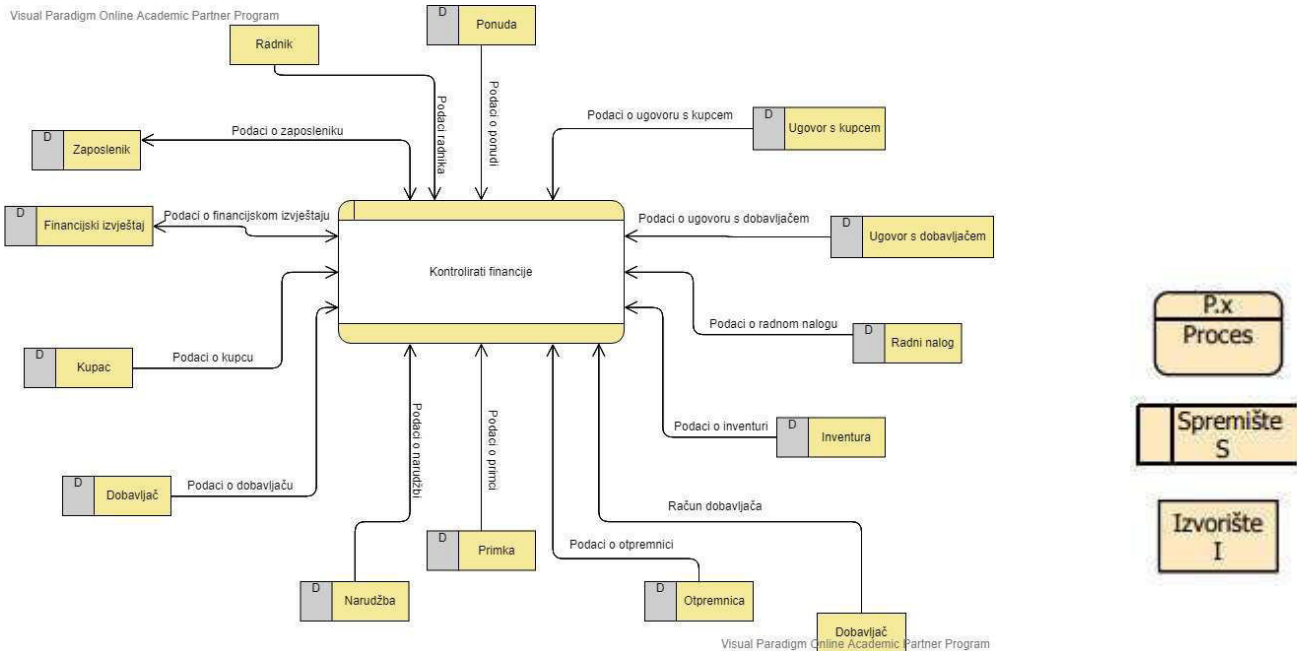 Visual Paradigm Online Academic Partner Program
Radnik
D
Ponuda
Podaci radnika
Podaci o ponudi
D
Zaposlenik
Podaci o zaposleniku
Podaci o ugovoru s kupcem
D
Ugovor s kupcem
D
Financijski izvještaj
Podaci o financijskom izvještaju
Podaci o ugovoru s dobavljačem
D
Ugovor s dobavljačem
Kontrolirati financije
D
Kupac
Podaci o kupcu
Podaci o radnom nalogu
D
Radni nalog
Podaci o inventuri
D
Inventura
D
Dobavljač
Podaci o dobavljaču
Podaci o narudžbi
Podaci o primci
Račun dobavljača
Podaci o otpremnici
D
Primka
D
Narudžba
D
Otpremnica
Dobavljač
Visual Paradigm Online Academic Partner Program
P.x
Proces
Spremište
S
Izvorište
I